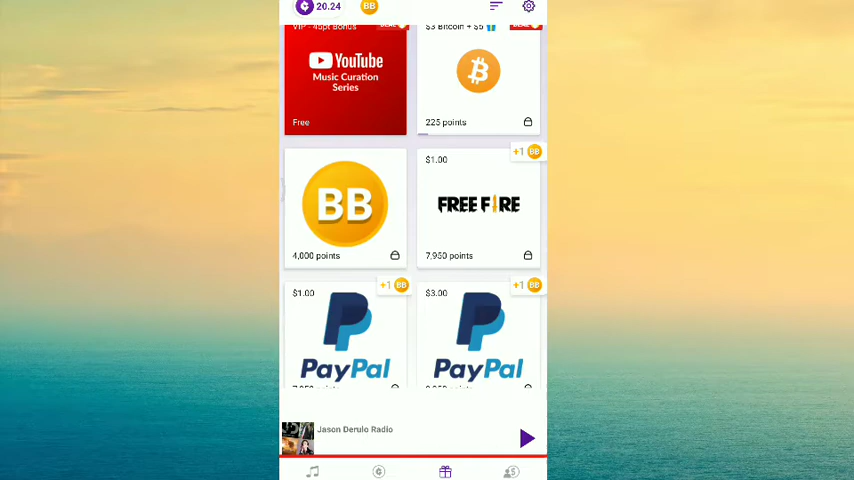 20.24
BB
VIP - 45pt Bonus
$3 Bitcoin + $5
YouTube
Music Curation
Series
Free
225 points
+1 BB
$1.00
BB
FREE FIRE
4,000 points
7,950 points
+1 BB
+1 BB
$1.00
$3.00
PayPal
PayPal
Jason Derulo Radio